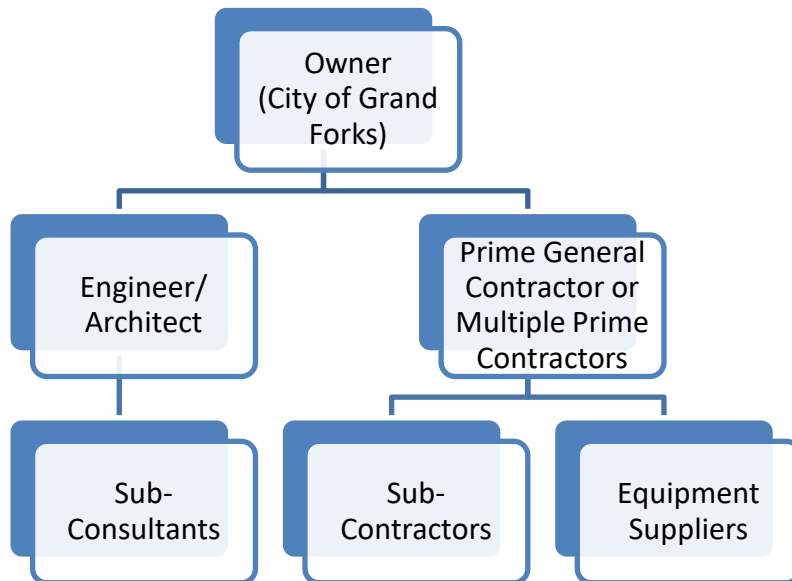 Owner
(City of Grand
Forks)
Engineer/
Architect
Prime General
Contractor or
Multiple Prime
Contractors
Sub-
Consultants
Sub-
Contractors
Equipment
Suppliers